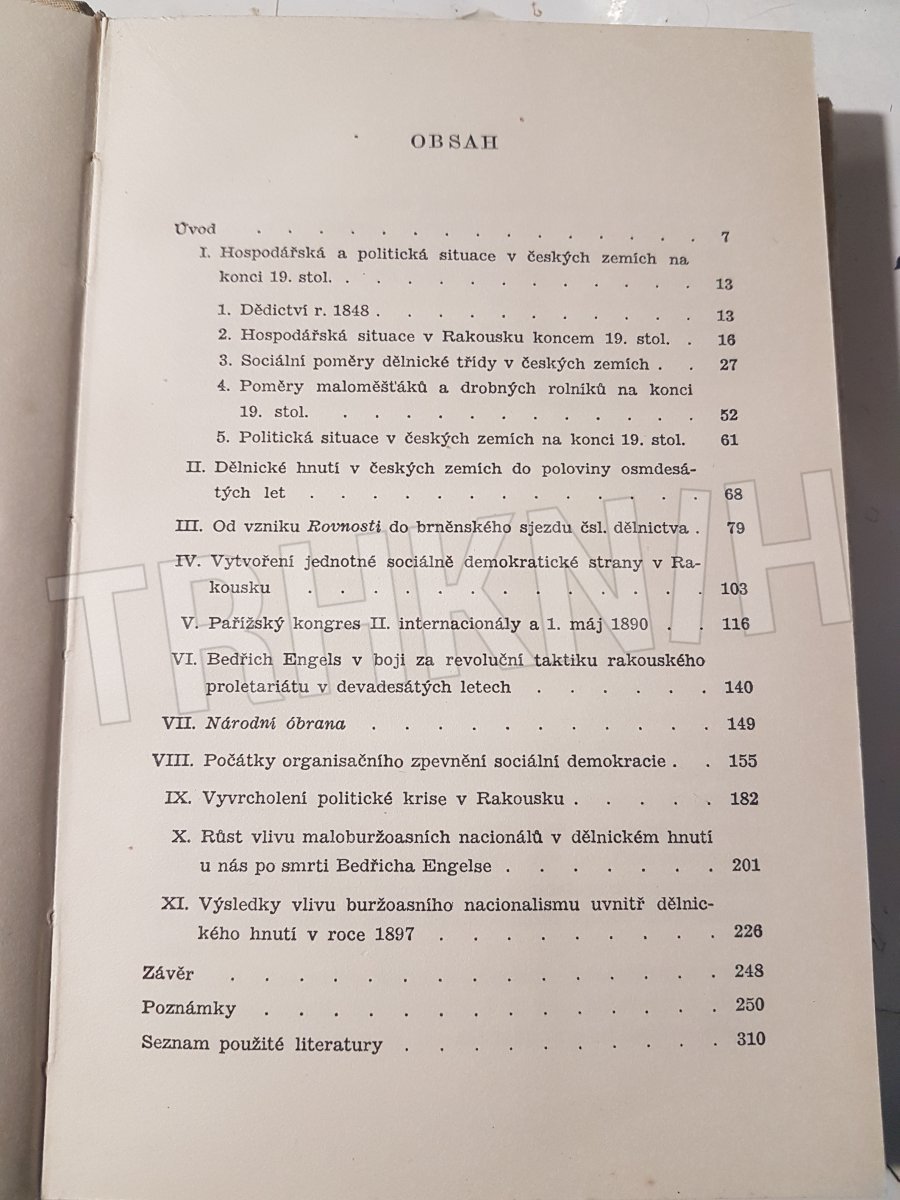 OBSAH
Úvod . . . . . . . . . . . . . . . 7
I. Hospodářská a politická situace v českých zemích na
konci 19. stol. . . . . . . . . . . . . 13
1. Dědictví r. 1848 . . . . . . . . . . . 13
2. Hospodářská situace v Rakousku koncem 19. stol. . 16
3. Sociální poměry dělnické třídy v českých zemích . . 27
4. Poměry maloměšťáků a drobných rolníků na konci
19. stol. . . . . . . . . . . . . 52
5. Politická situace v českých zemích na konci 19. stol. 61
II. Dělnické hnutí v českých zemích do poloviny osmdesá-
tých let . . . . . . . . . . . . . 68
III. Od vzniku Rovnosti do brněnského sjezdu čsl. dělnictva . 79
IV. Vytvoření jednotné sociálně demokratické strany v Ra-
kousku . . . . . . . . . . . . . 103
V. Pařížský kongres II. internacionály a 1. máj 1890 . . 116
VI. Bedřich Engels v boji za revoluční taktiku rakouského
proletariátu v devadesátých letech . . . . . . 140
VII. Národní obrana . . . . . . . . . . . 149
VIII. Počátky organisačního zpevnění sociální demokracie . . 155
IX. Vyvrcholení politické krise v Rakousku . . . . . 182
X. Růst vlivu maloburžoasních nacionálů v dělnickém hnutí
u nás po smrti Bedřicha Engelse . . . . . . . 201
XI. Výsledky vlivu buržoasního nacionalismu uvnitř dělnic-
kého hnutí v roce 1897 . . . . . . . . . 226
Závěr . . . . . . . . . . . . . . . 248
Poznámky . . . . . . . . . . . . . . 250
Seznam použité literatury . . . . . . . . . . 310
TRHKNIH